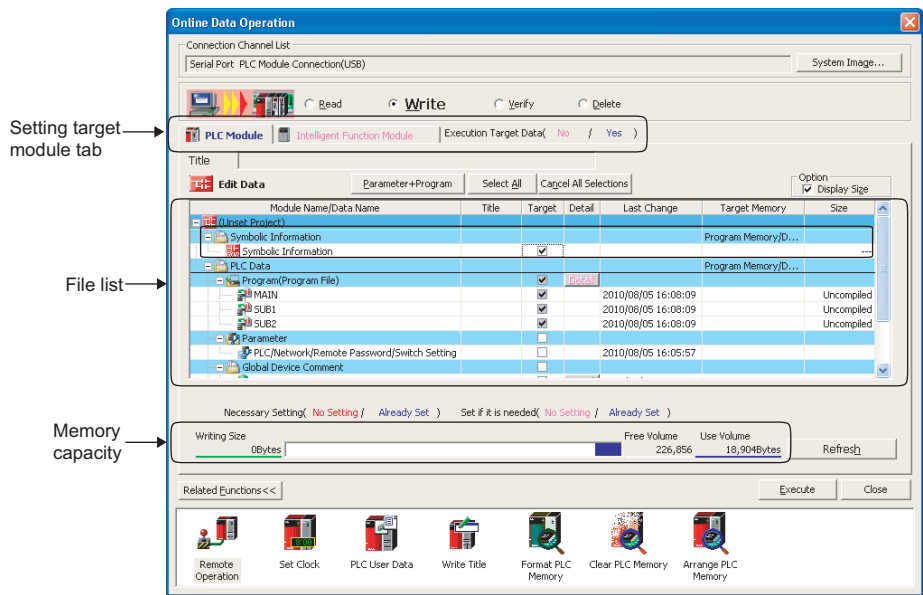 Online Data Operation
Connection Channel List
Serial Port PLC Module Connection(USB)
System Image...
Read
Write
Verify
Delete
Setting target module tab
PLC Module
Intelligent Function Module
Execution Target Data( No / Yes )
Title
Edit Data
Parameter+Program
Select All
Cancel All Selections
Option
Display Size
Module Name/Data Name Title Target Detail Last Change Target Memory Size
(Unset Project)
Symbolic Information Program Memory/D...
Symbolic Information ---
PLC Data Program Memory/D...
File list
Program(Program File) Detail
MAIN 2010/08/05 16:08:09 Uncompiled
SUB1 2010/08/05 16:08:09 Uncompiled
SUB2 2010/08/05 16:08:09 Uncompiled
Parameter
PLC/Network/Remote Password/Switch Setting 2010/08/05 16:05:57
Global Device Comment
Necessary Setting( No Setting / Already Set ) Set if it is needed( No Setting / Already Set )
Memory capacity
Writing Size
0Bytes
Free Volume
226,856
Use Volume
18,904Bytes
Refresh
Related Functions<<
Execute
Close
8:00
Remote Operation
Set Clock
PLC User Data
Write Title
Format PLC Memory
Clear PLC Memory
Arrange PLC Memory